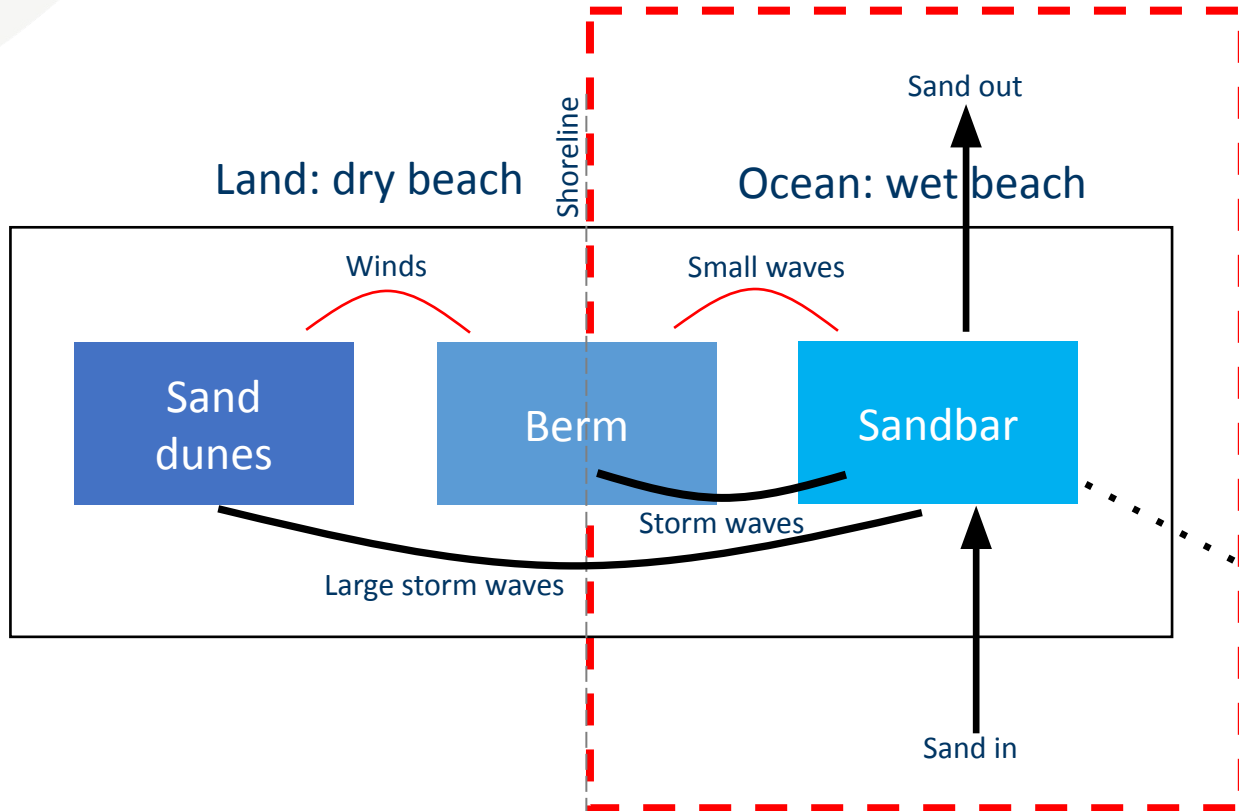 Sand out
Shoreline
Land: dry beach
Ocean: wet beach
Winds
Small waves
Sand
dunes
Berm
Sandbar
Storm waves
Large storm waves
Sand in